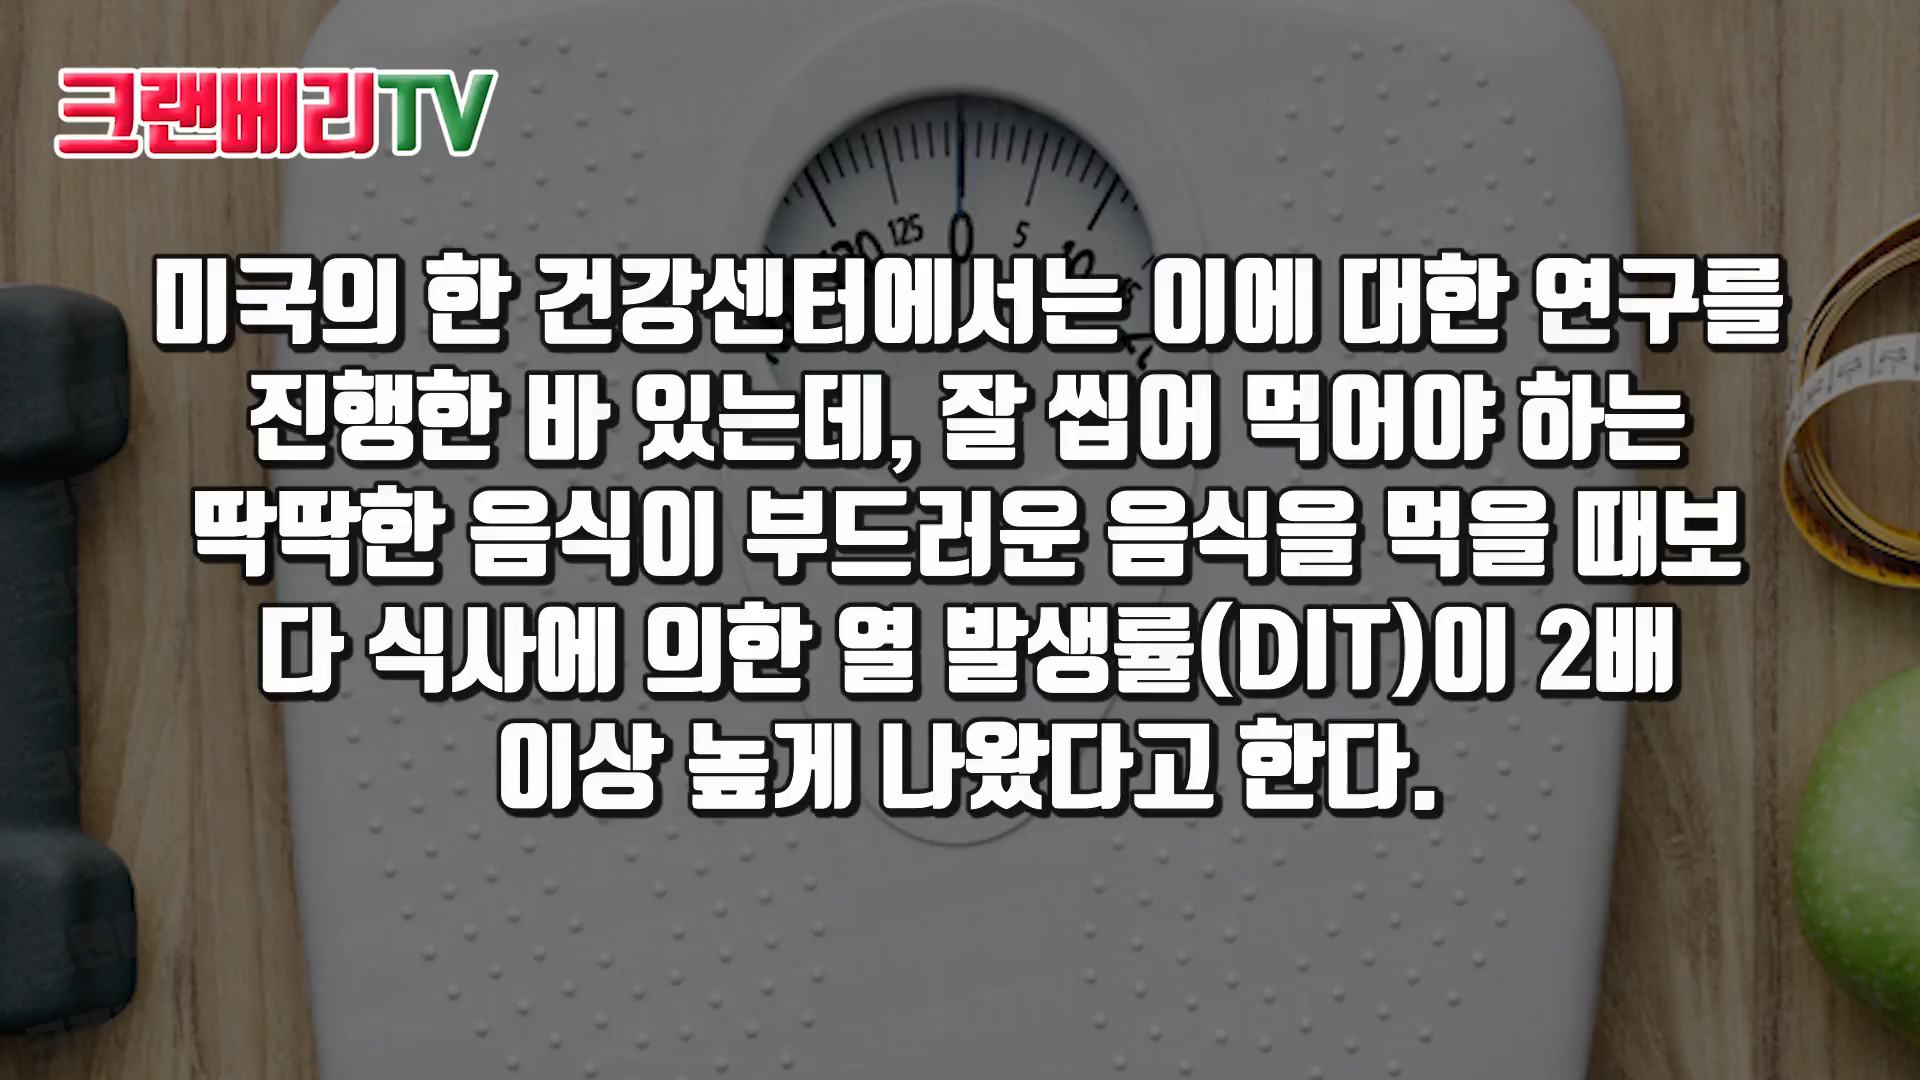 크랜베리TV
125 0 5
미국의 한 건강센터에서는 이에 대한 연구를
진행한 바 있는데, 잘 씹어 먹어야 하는
딱딱한 음식이 부드러운 음식을 먹을 때보
다 식사에 의한 열 발생률(DIT)이 2배
이상 높게 나왔다고 한다.